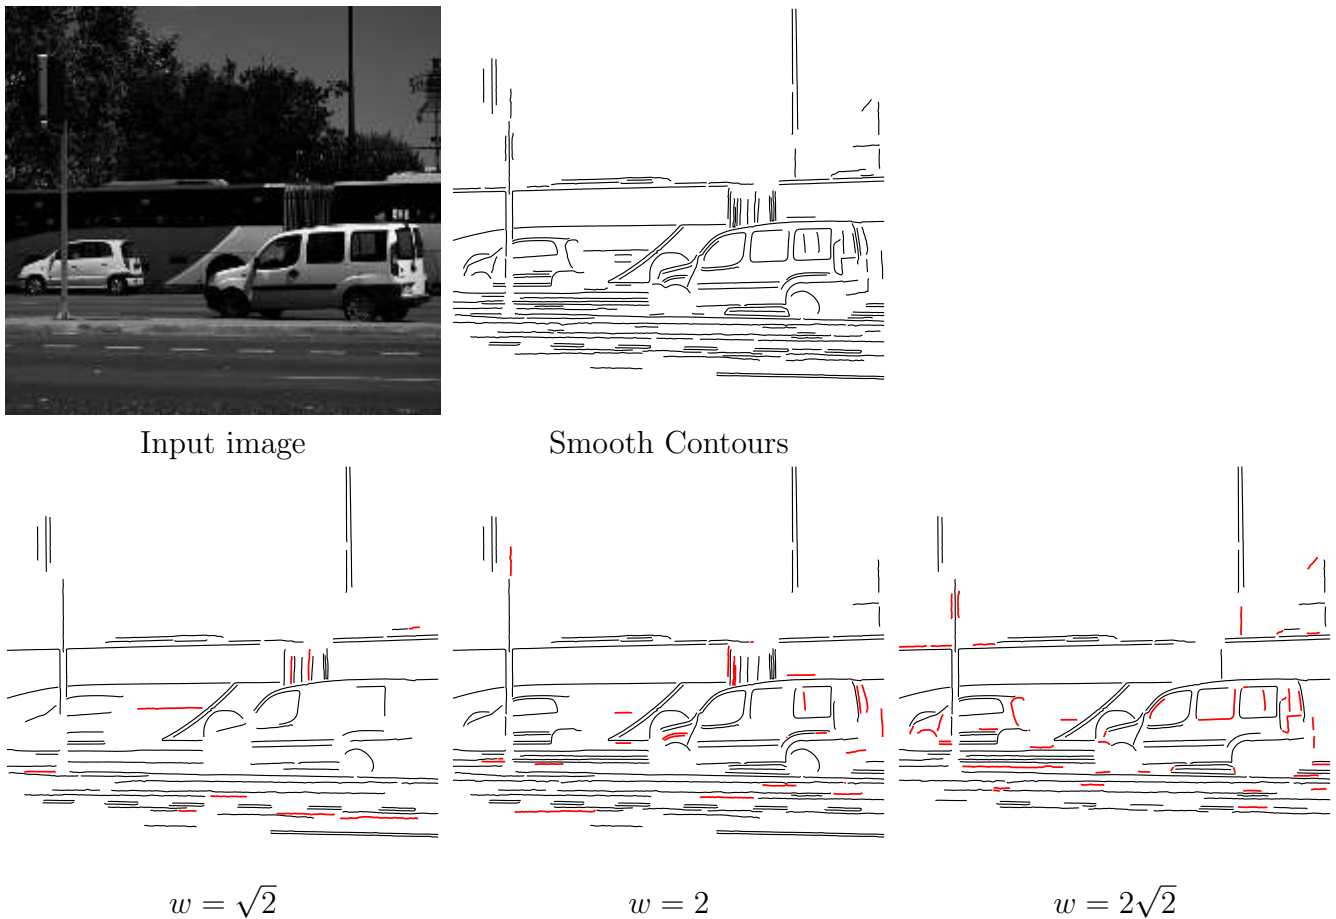 Input image
Smooth Contours
w = √2
w = 2
w = 2√2